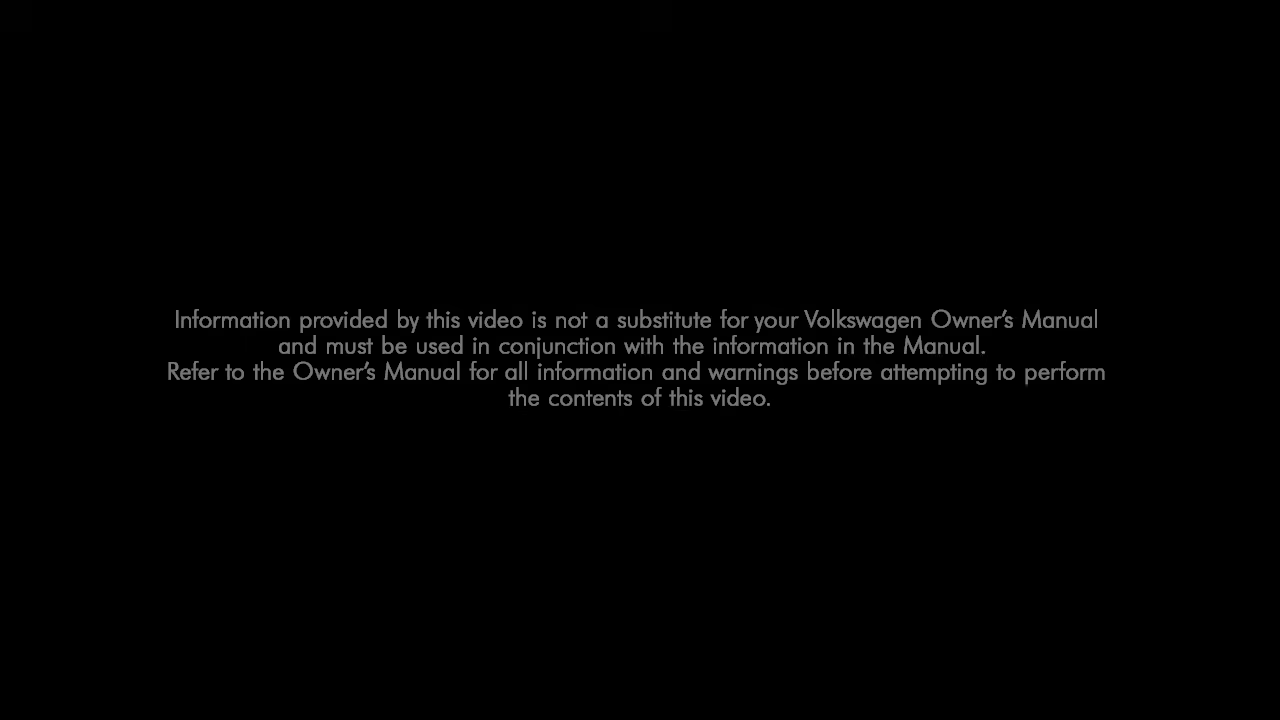 Information provided by this video is not a substitute for your Volkswagen Owner’s Manual
and must be used in conjunction with the information in the Manual.
Refer to the Owner’s Manual for all information and warnings before attempting to perform
the contents of this video.